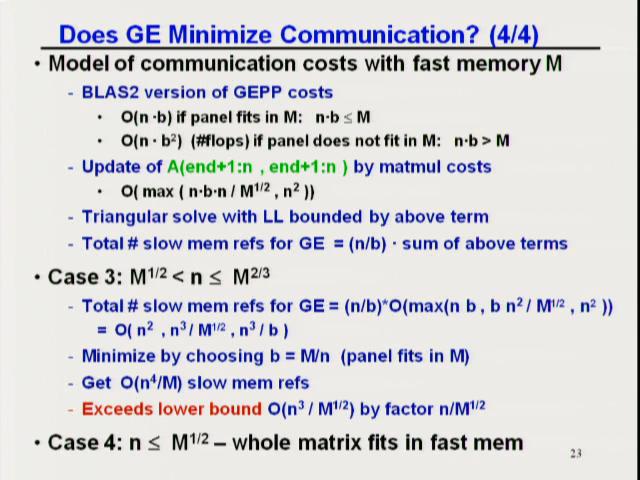 Does GE Minimize Communication? (4/4)
• Model of communication costs with fast memory M
- BLAS2 version of GEPP costs
• O(n ·b) if panel fits in M: n·b ≤ M
• O(n · b²) (#flops) if panel does not fit in M: n·b > M
- Update of A(end+1:n , end+1:n ) by matmul costs
• O( max ( n·b·n / M^1/2 , n² ))
- Triangular solve with LL bounded by above term
- Total # slow mem refs for GE = (n/b) · sum of above terms
• Case 3: M^1/2 < n ≤ M^2/3
- Total # slow mem refs for GE = (n/b)*O(max(n b , b n² / M^1/2 , n² ))
= O( n² , n³ / M^1/2 , n³ / b )
- Minimize by choosing b = M/n (panel fits in M)
- Get O(n⁴/M) slow mem refs
- Exceeds lower bound O(n³ / M^1/2) by factor n/M^1/2
• Case 4: n ≤ M^1/2 – whole matrix fits in fast mem
23